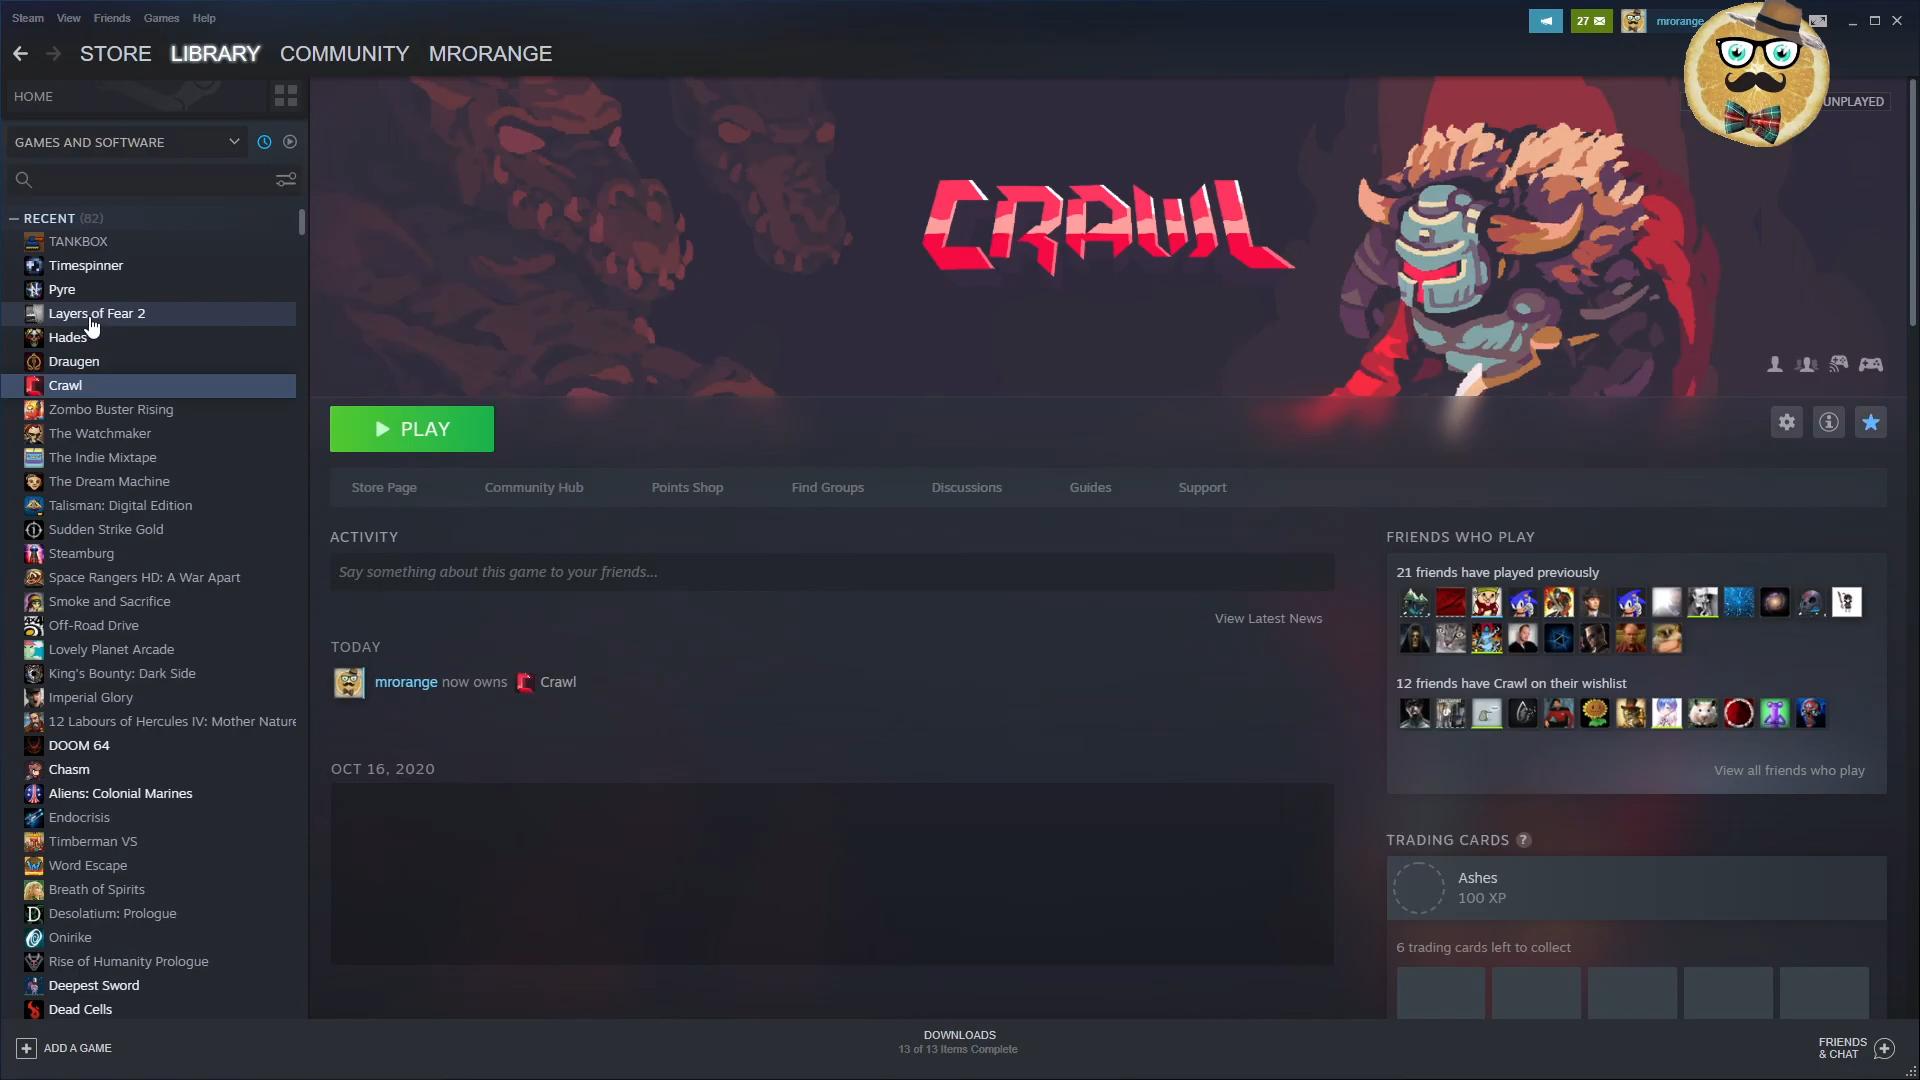 Steam View Friends Games Help
27 mrorange
STORE LIBRARY COMMUNITY MRORANGE
HOME
GAMES AND SOFTWARE
RECENT (82)
TANKBOX
Timespinner
Pyre
Layers of Fear 2
Hades
Draugen
Crawl
Zombo Buster Rising
The Watchmaker
The Indie Mixtape
The Dream Machine
Talisman: Digital Edition
Sudden Strike Gold
Steamburg
Space Rangers HD: A War Apart
Smoke and Sacrifice
Off-Road Drive
Lovely Planet Arcade
King's Bounty: Dark Side
Imperial Glory
12 Labours of Hercules IV: Mother Nature
DOOM 64
Chasm
Aliens: Colonial Marines
Endocrisis
Timberman VS
Word Escape
Breath of Spirits
Desolatium: Prologue
Onirike
Rise of Humanity Prologue
Deepest Sword
Dead Cells
ADD A GAME
CRAWL
UNPLAYED
PLAY
Store Page Community Hub Points Shop Find Groups Discussions Guides Support
ACTIVITY
Say something about this game to your friends...
View Latest News
TODAY
mrorange now owns Crawl
OCT 16, 2020
FRIENDS WHO PLAY
21 friends have played previously
12 friends have Crawl on their wishlist
View all friends who play
TRADING CARDS ?
Ashes
100 XP
6 trading cards left to collect
DOWNLOADS
13 of 13 Items Complete
FRIENDS
& CHAT